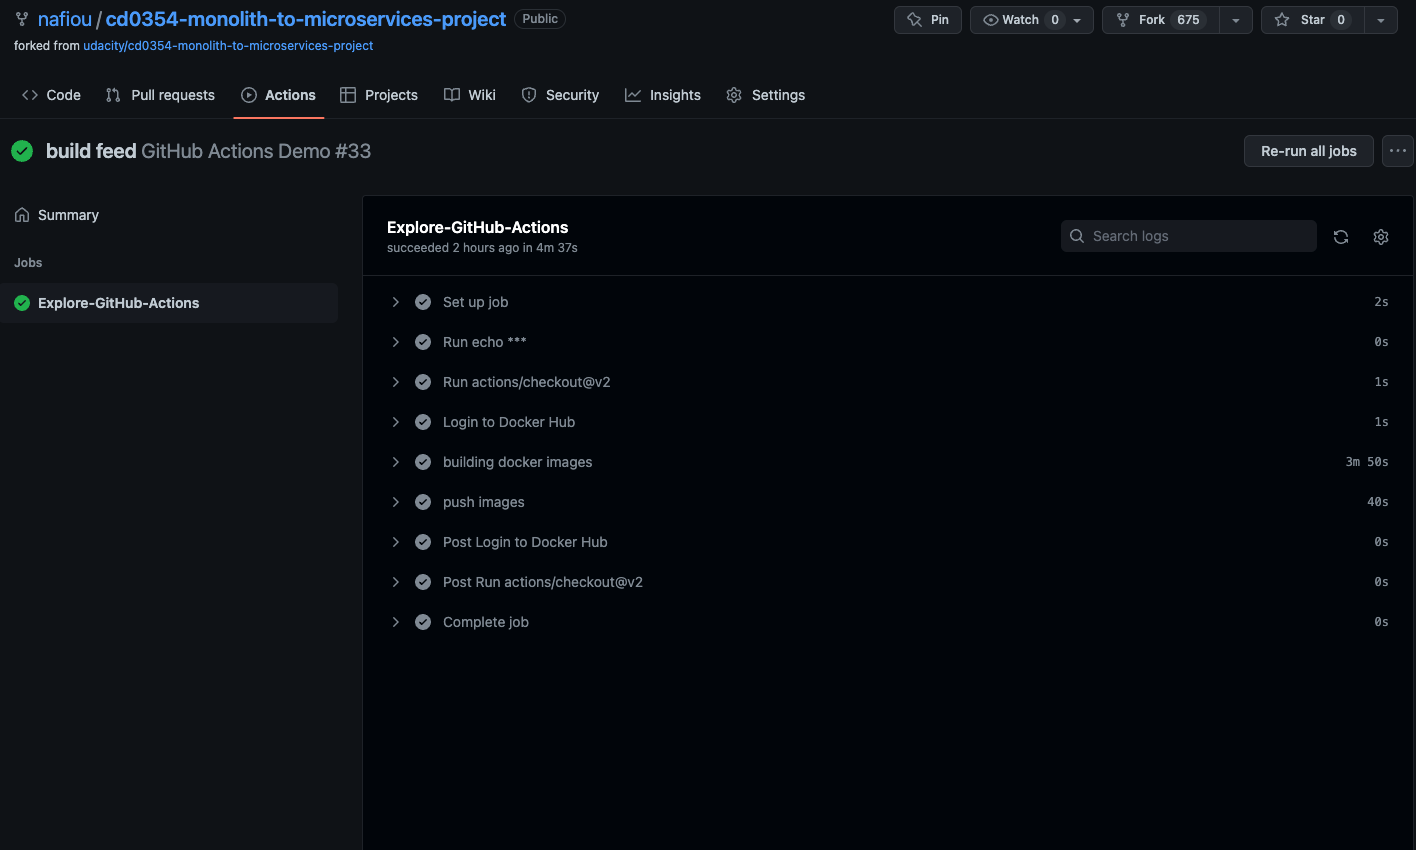 nafiou / cd0354-monolith-to-microservices-project Public
Pin Watch 0 Fork 675 Star 0
forked from udacity/cd0354-monolith-to-microservices-project
Code Pull requests Actions Projects Wiki Security Insights Settings
build feed GitHub Actions Demo #33
Re-run all jobs
Summary
Jobs
Explore-GitHub-Actions
Explore-GitHub-Actions
succeeded 2 hours ago in 4m 37s
Search logs
Set up job 2s
Run echo *** 0s
Run actions/checkout@v2 1s
Login to Docker Hub 1s
building docker images 3m 50s
push images 40s
Post Login to Docker Hub 0s
Post Run actions/checkout@v2 0s
Complete job 0s